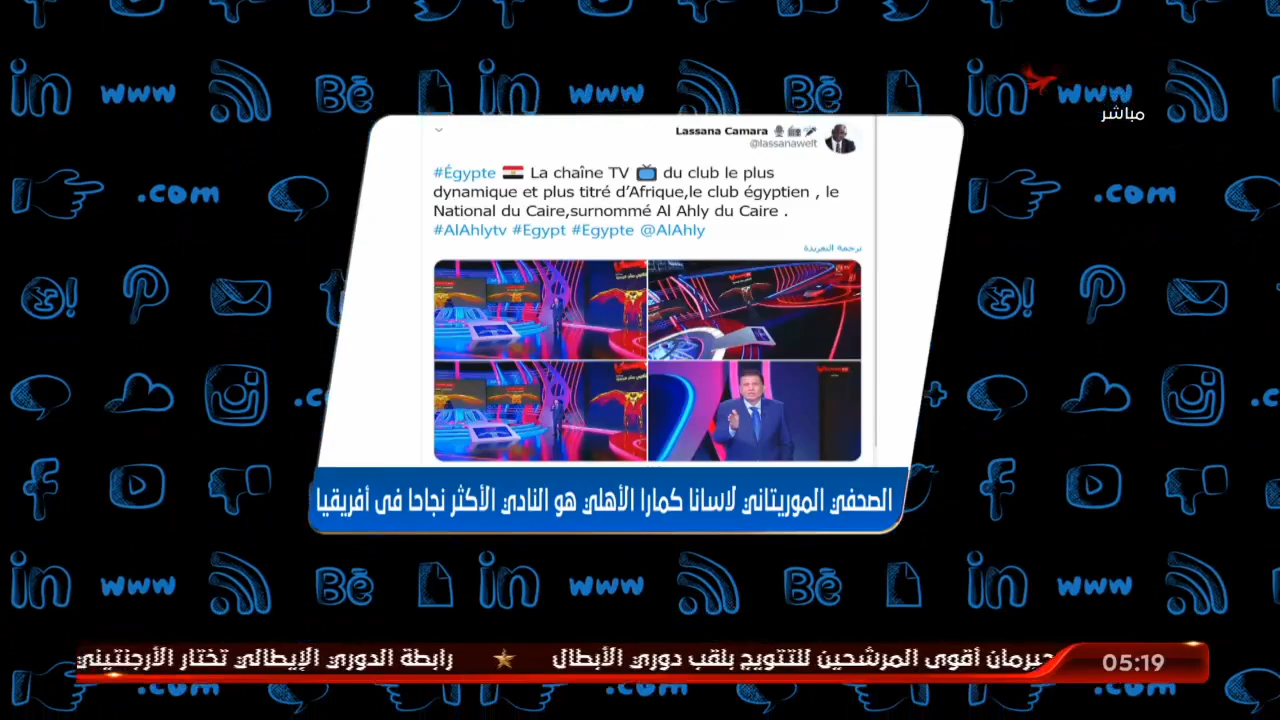 مباشر
Lassana Camara
@lassanawelt
#Égypte La chaîne TV du club le plus
dynamique et plus titré d'Afrique,le club égyptien , le
National du Caire,surnommé Al Ahly du Caire .
#AlAhlytv #Egypt #Egypte @AlAhly
ترجمة التغريدة
الصحفي الموريتاني لاسانا كمارا الأهلي هو النادي الأكثر نجاحا فى أفريقيا
جيرمان أقوى المرشحين للتتويج بلقب دوري الأبطال ★ رابطة الدوري الإيطالي تختار الأرجنتيني
05:19